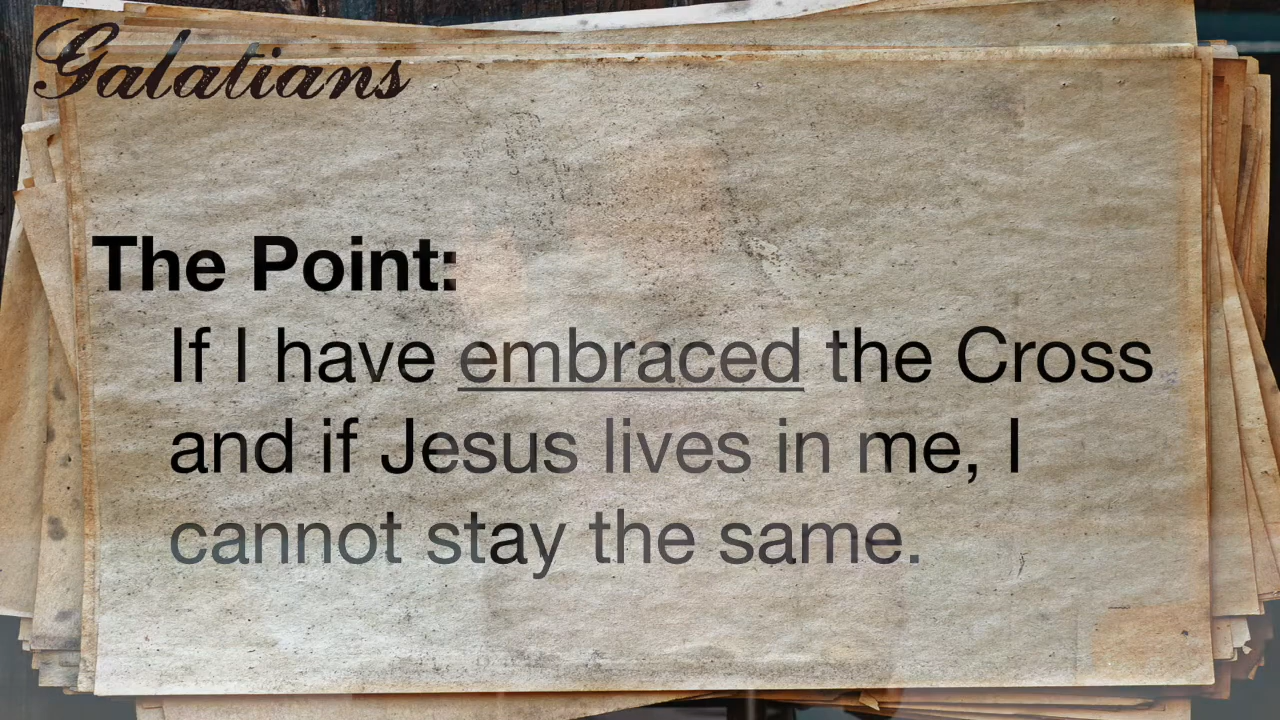 Galatians
The Point:
If I have embraced the Cross
and if Jesus lives in me, I
cannot stay the same.